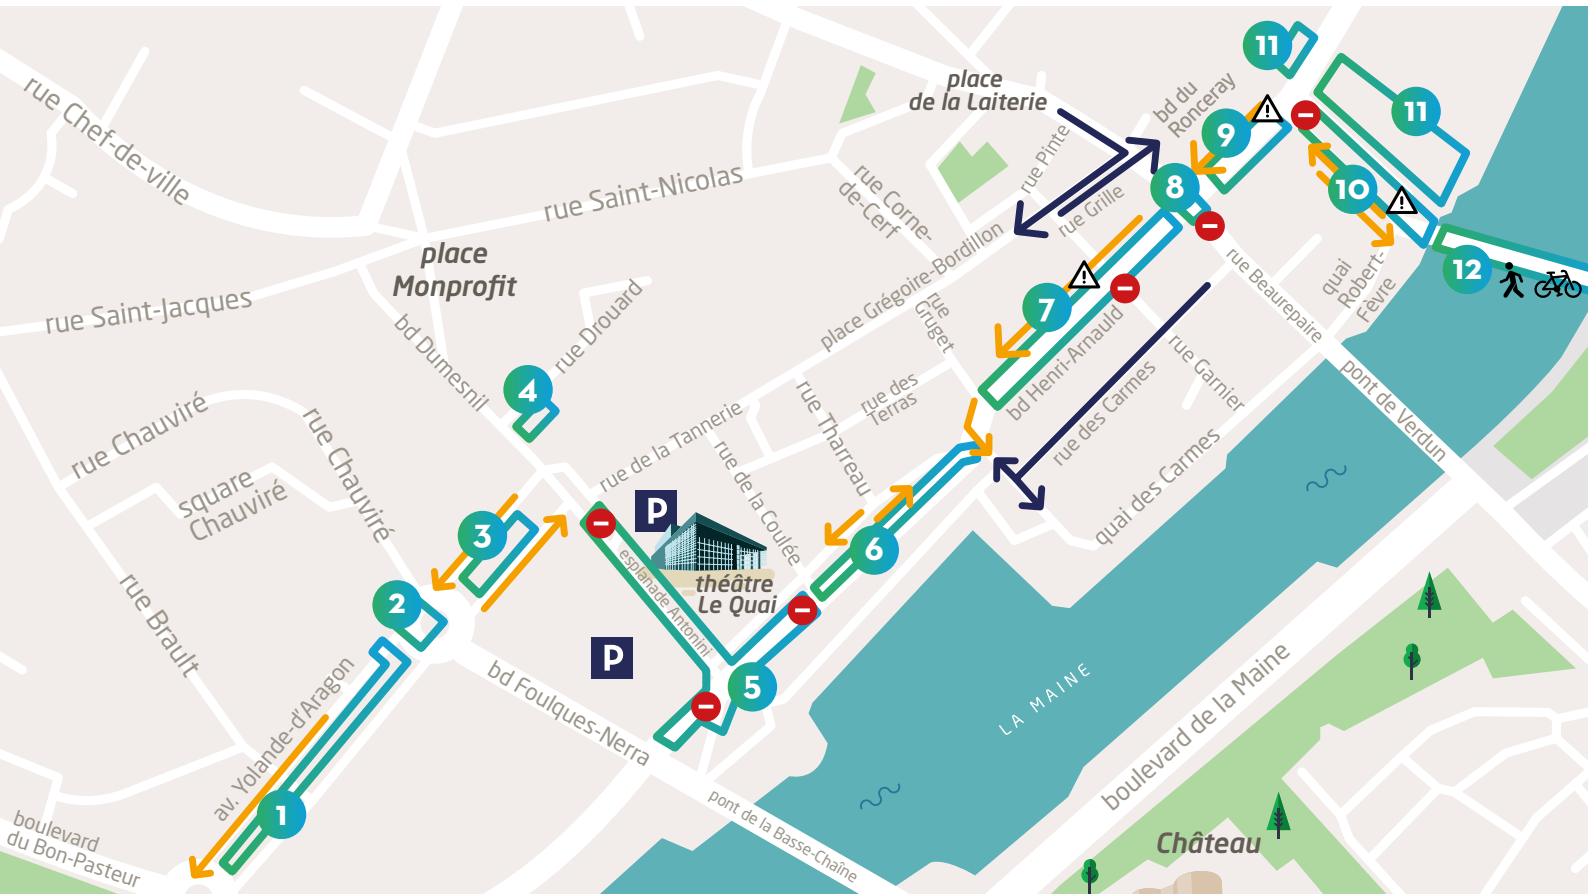 11
place
de la Laiterie
bd du
Ronceray
11
9
rue Chef-de-ville
rue Pinte
rue Saint-Nicolas
rue Corne-
de-Cerf
8
10
rue Grille
place
Monprofit
place Grégoire-Bordillon
rue Beaurepaire
quai
Robert-
Fèvre
12
rue Saint-Jacques
rue Drouard
bd Dumesnil
rue
Gruget
7
bd Henri-Arnauld
rue Garnier
rue des Carmes
pont de Verdun
4
rue Chauviré
rue Chauviré
square
Chauviré
rue de la Tannerie
rue Tharreau
rue des
Terras
rue de la Coulée
quai des Carmes
3
P
6
esplanade Antonini
théâtre
Le Quai
2
rue Brault
P
5
av. Yolande-d'Aragon
bd Foulques-Nerra
LA MAINE
boulevard de la Maine
1
pont de la Basse-Chaîne
boulevard
du Bon-Pasteur
Château